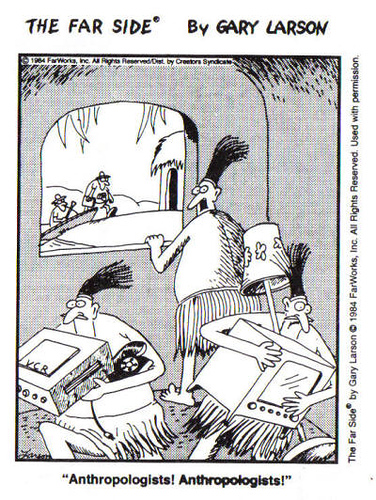 THE FAR SIDE® By GARY LARSON
© 1984 FarWorks, Inc. All Rights Reserved/Dist. by Creators Syndicate
VCR
The Far Side® by Gary Larson © 1984 FarWorks, Inc. All Rights Reserved. Used with permission.
Larson
"Anthropologists! Anthropologists!"